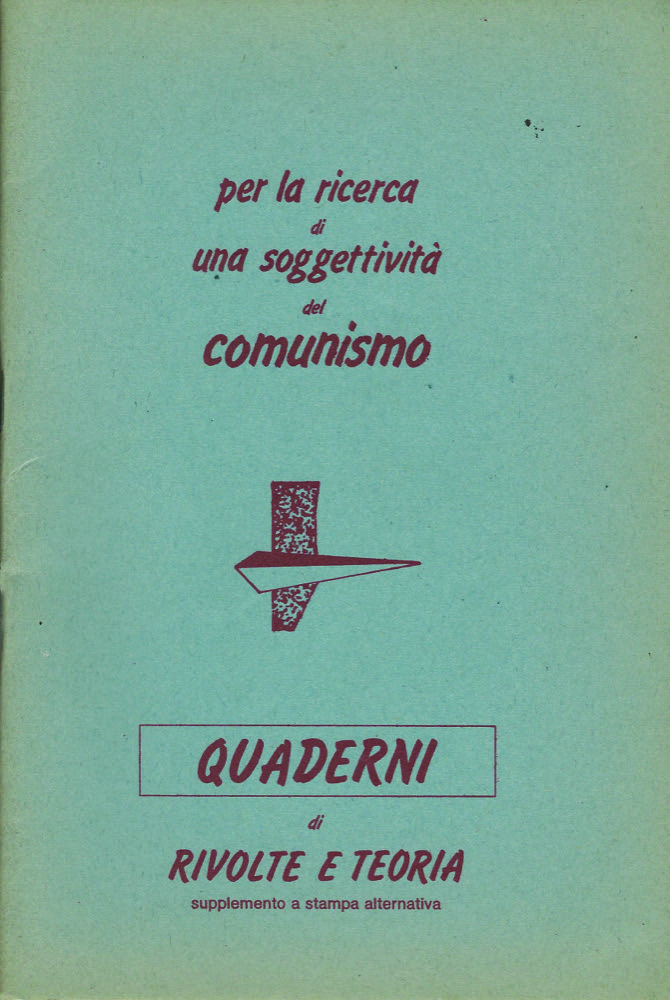 per la ricerca
di
una soggettività
del
comunismo
QUADERNI
di
RIVOLTE E TEORIA
supplemento a stampa alternativa